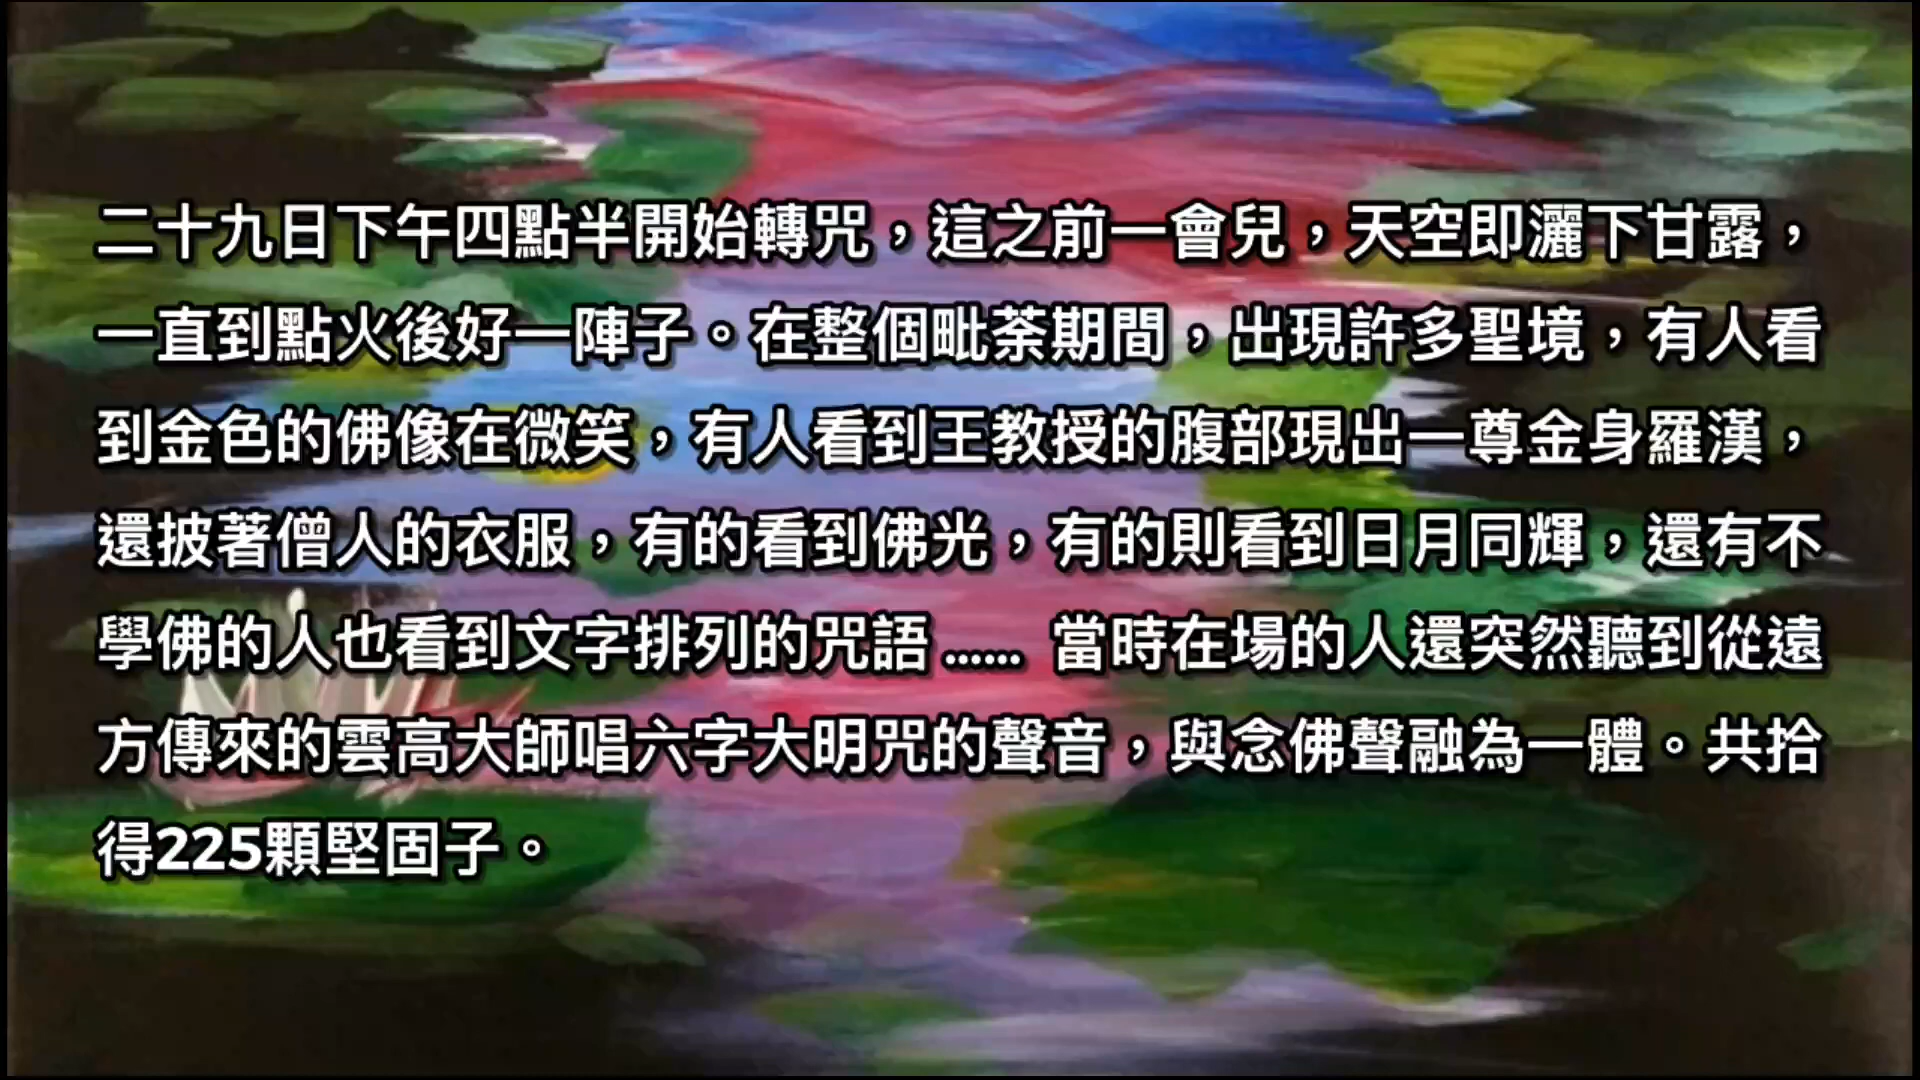 二十九日下午四點半開始轉咒，這之前一會兒，天空即灑下甘露，
一直到點火後好一陣子。在整個毗荼期間，出現許多聖境，有人看
到金色的佛像在微笑，有人看到王教授的腹部現出一尊金身羅漢，
還披著僧人的衣服，有的看到佛光，有的則看到日月同輝，還有不
學佛的人也看到文字排列的咒語...... 當時在場的人還突然聽到從遠
方傳來的雲高大師唱六字大明咒的聲音，與念佛聲融為一體。共拾
得225顆堅固子。